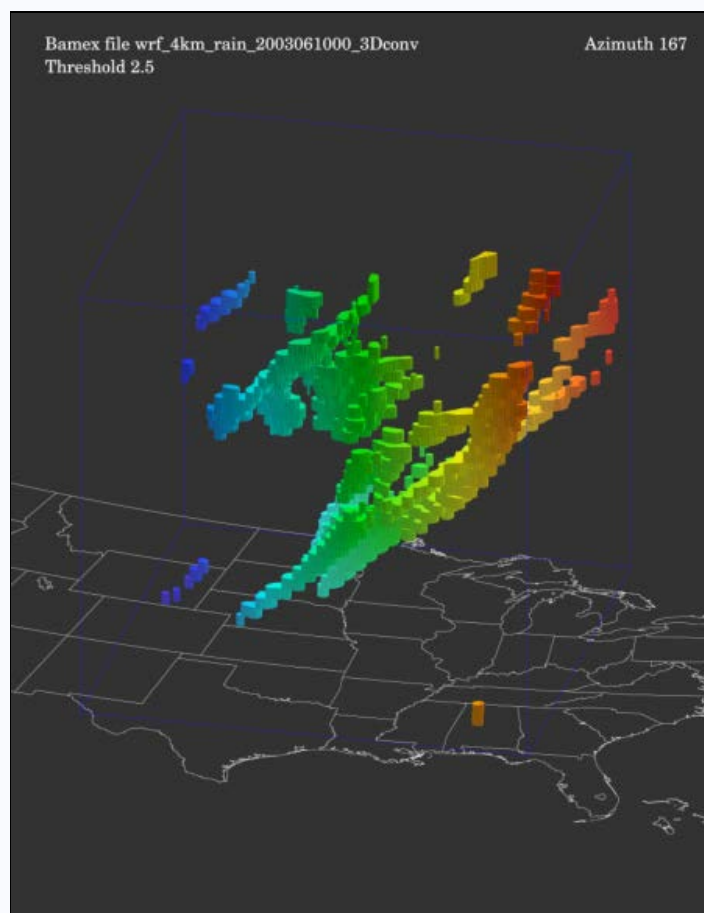 Bamex file wrf_4km_rain_2003061000_3Dconv
Azimuth 167
Threshold 2.5